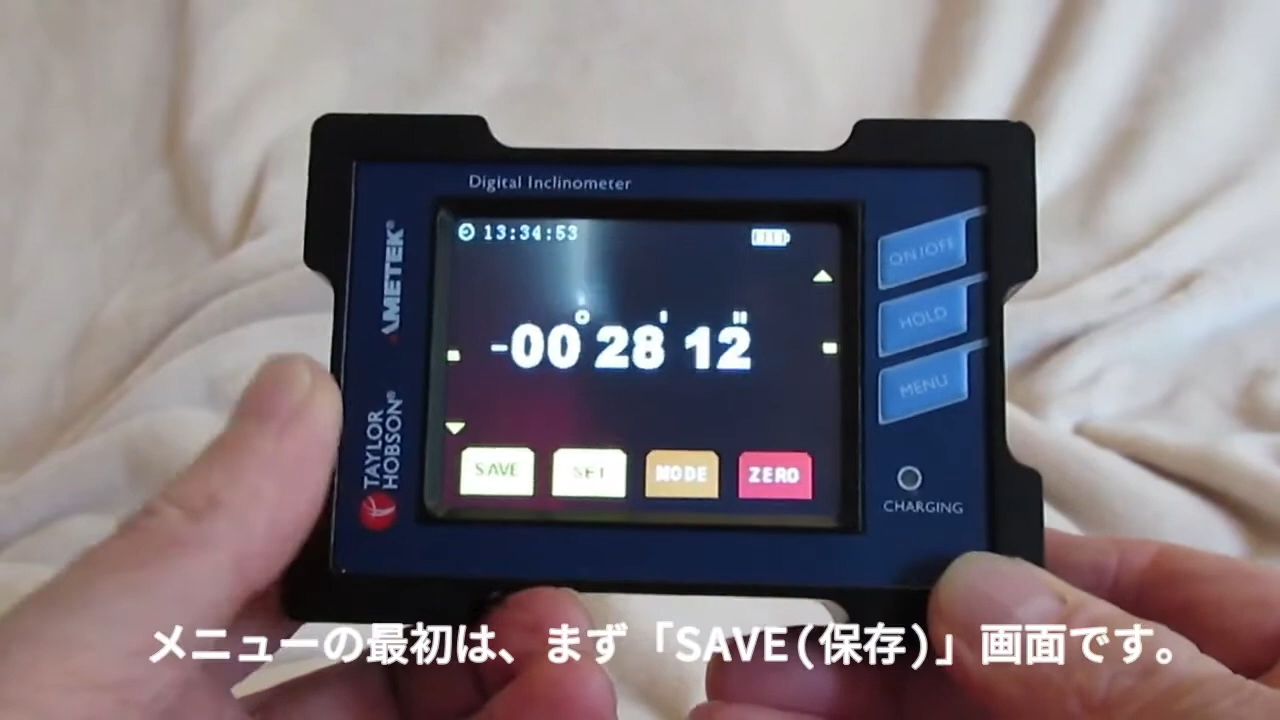 Digital Inclinometer
13:34:53
-00° 28' 12"
SAVE
SET
MODE
ZERO
ON/OFF
HOLD
MENU
CHARGING
AMETEK®
TAYLOR
HOBSON®
メニューの最初は、まず「SAVE(保存)」画面です。